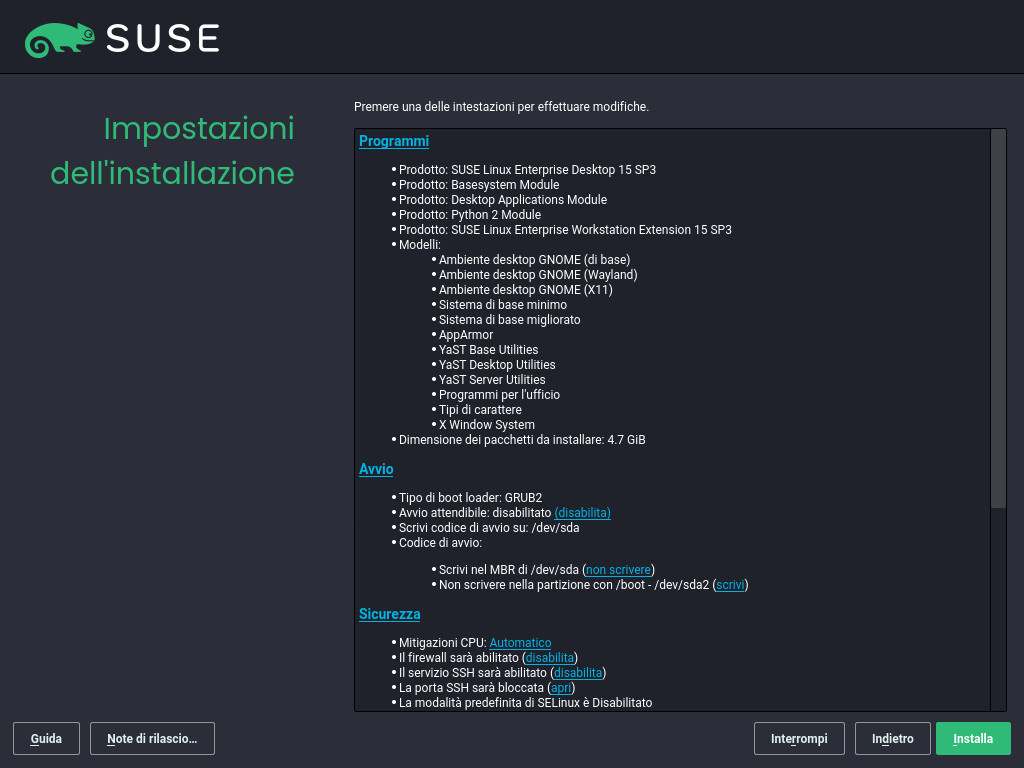 SUSE
Impostazioni
dell'installazione
Premere una delle intestazioni per effettuare modifiche.
Programmi
• Prodotto: SUSE Linux Enterprise Desktop 15 SP3
• Prodotto: Basesystem Module
• Prodotto: Desktop Applications Module
• Prodotto: Python 2 Module
• Prodotto: SUSE Linux Enterprise Workstation Extension 15 SP3
• Modelli:
• Ambiente desktop GNOME (di base)
• Ambiente desktop GNOME (Wayland)
• Ambiente desktop GNOME (X11)
• Sistema di base minimo
• Sistema di base migliorato
• AppArmor
• YaST Base Utilities
• YaST Desktop Utilities
• YaST Server Utilities
• Programmi per l'ufficio
• Tipi di carattere
• X Window System
• Dimensione dei pacchetti da installare: 4.7 GiB
Avvio
• Tipo di boot loader: GRUB2
• Avvio attendibile: disabilitato (disabilita)
• Scrivi codice di avvio su: /dev/sda
• Codice di avvio:
• Scrivi nel MBR di /dev/sda (non scrivere)
• Non scrivere nella partizione con /boot - /dev/sda2 (scrivi)
Sicurezza
• Mitigazioni CPU: Automatico
• Il firewall sarà abilitato (disabilita)
• Il servizio SSH sarà abilitato (disabilita)
• La porta SSH sarà bloccata (apri)
• La modalità predefinita di SELinux è Disabilitato
Guida
Note di rilascio...
Interrompi
Indietro
Installa